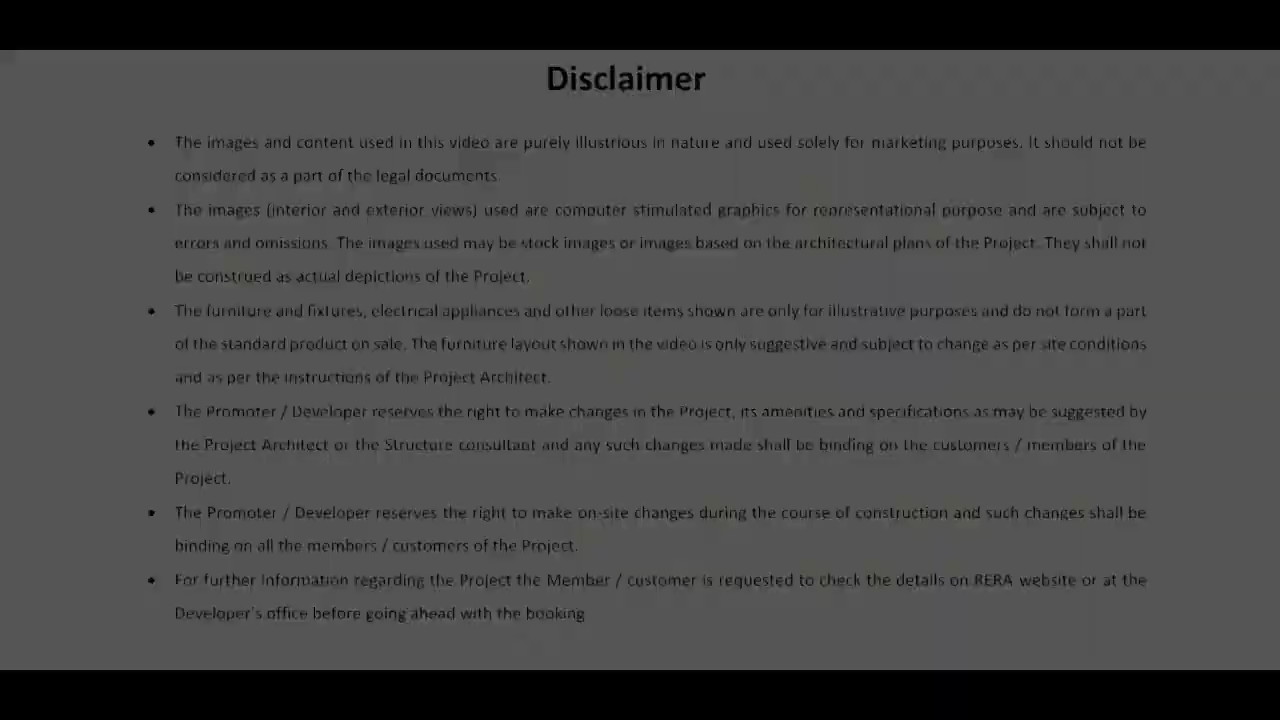 Disclaimer
• The images and content used in this video are purely illustrious in nature and used solely for marketing purposes. It should not be
considered as a part of the legal documents.
• The images (interior and exterior views) used are computer stimulated graphics for representational purpose and are subject to
errors and omissions. The images used may be stock images or images based on the architectural plans of the Project. They shall not
be construed as actual depictions of the Project.
• The furniture and fixtures, electrical appliances and other loose items shown are only for illustrative purposes and do not form a part
of the standard product on sale. The furniture layout shown in the video is only suggestive and subject to change as per site conditions
and as per the instructions of the Project Architect.
• The Promoter / Developer reserves the right to make changes in the Project, its amenities and specifications as may be suggested by
the Project Architect or the Structure consultant and any such changes made shall be binding on the customers / members of the
Project.
• The Promoter / Developer reserves the right to make on-site changes during the course of construction and such changes shall be
binding on all the members / customers of the Project.
• For further information regarding the Project the Member / customer is requested to check the details on RERA website or at the
Developer's office before going ahead with the booking